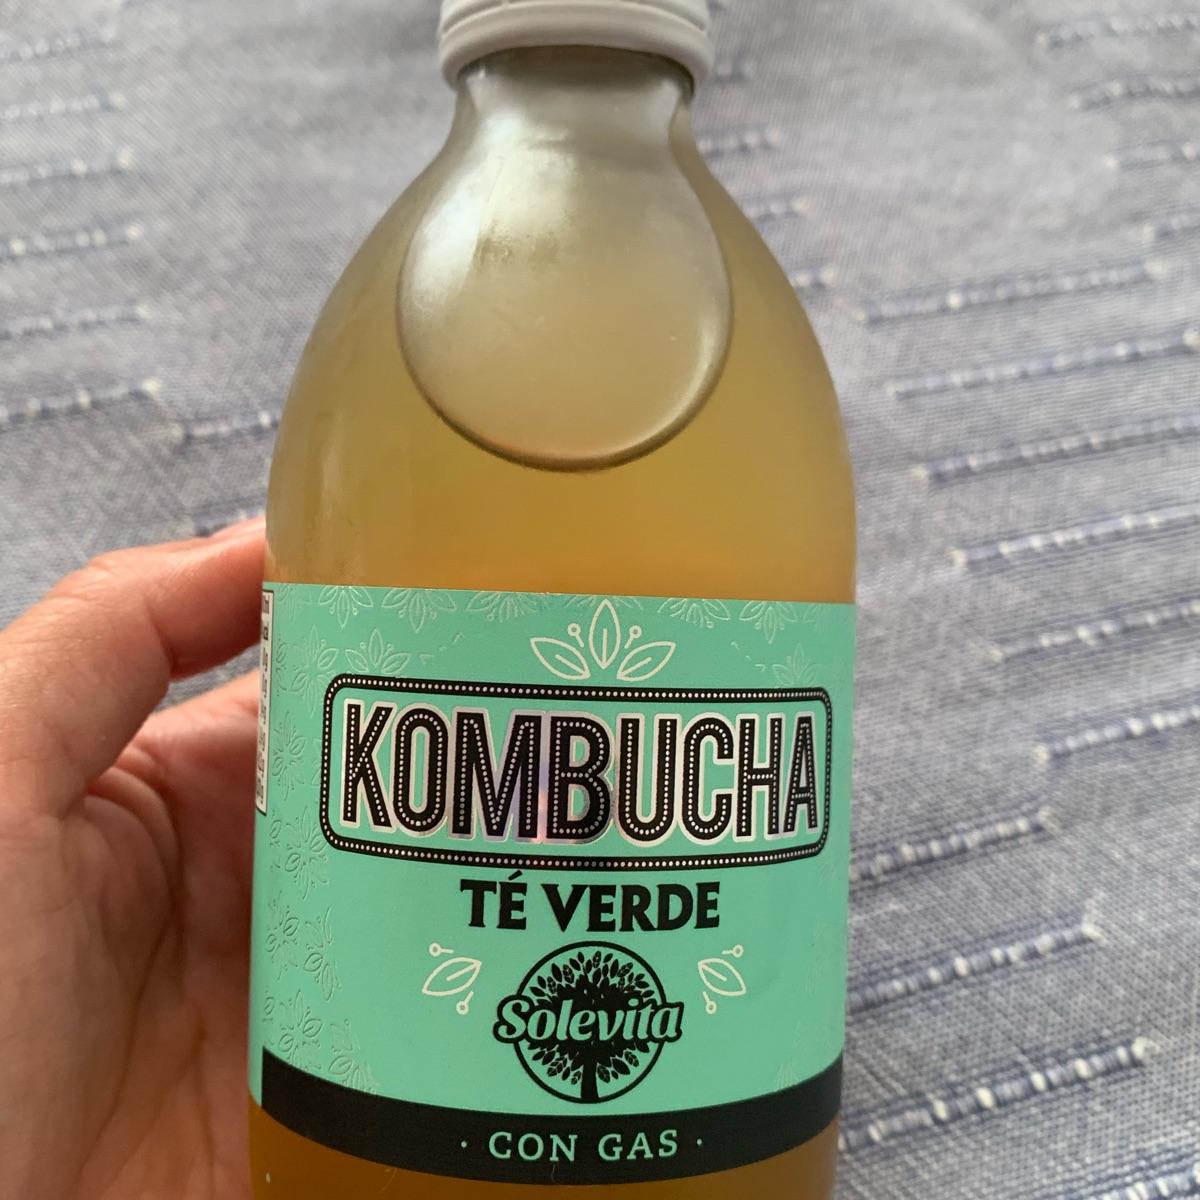 KOMBUCHA
TÉ VERDE
Solevita
· CON GAS ·